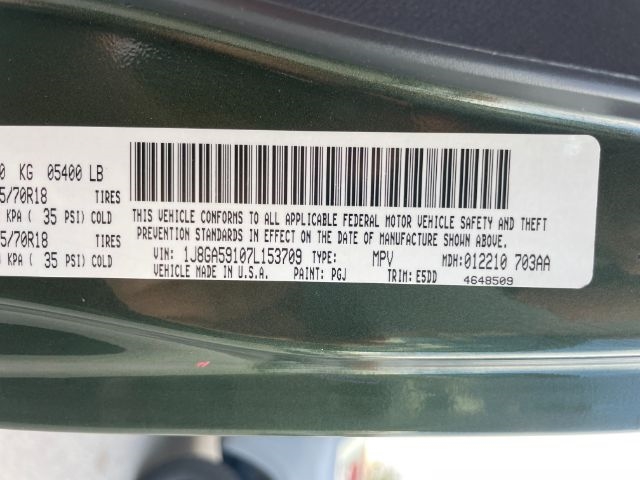 0 KG 05400 LB
5/70R18 TIRES
KPA ( 35 PSI) COLD
5/70R18 TIRES
KPA ( 35 PSI) COLD
THIS VEHICLE CONFORMS TO ALL APPLICABLE FEDERAL MOTOR VEHICLE SAFETY AND THEFT
PREVENTION STANDARDS IN EFFECT ON THE DATE OF MANUFACTURE SHOWN ABOVE.
VIN: 1J8GA59107L153709 TYPE: MPV MDH:012210 703AA
VEHICLE MADE IN U.S.A. PAINT: PGJ TRIM:E5DD 4648509